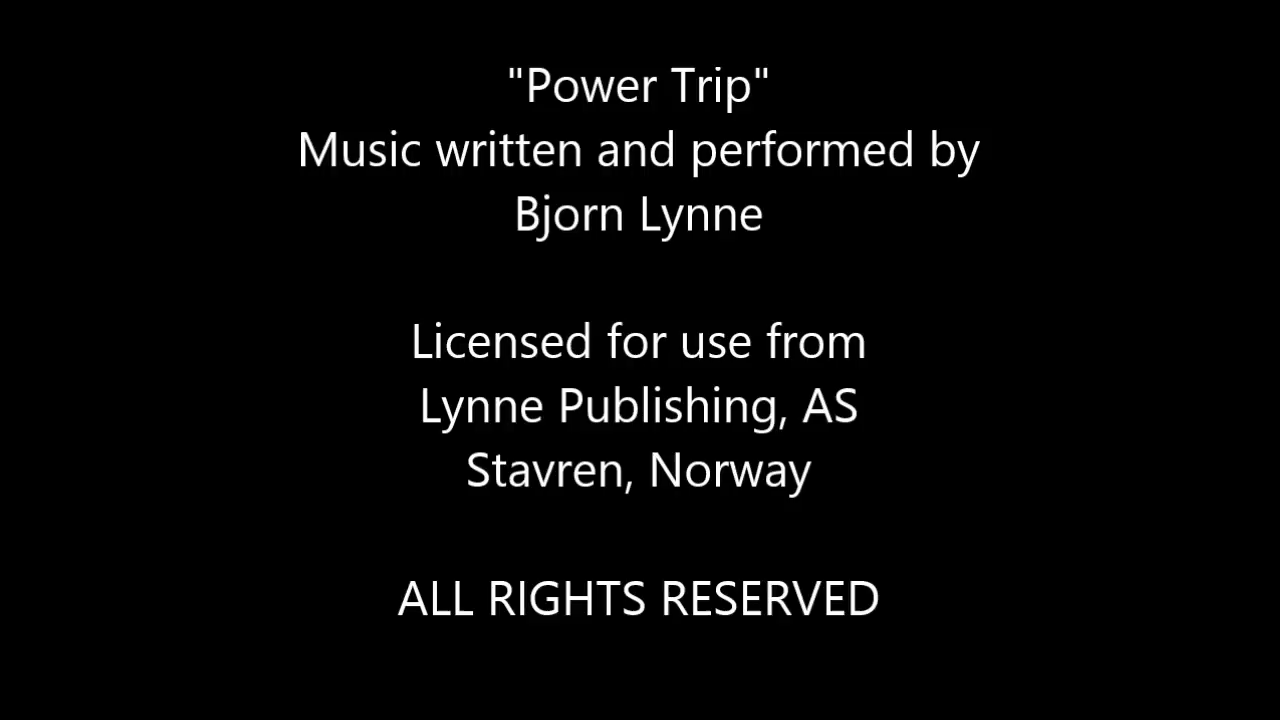 "Power Trip"
Music written and performed by
Bjorn Lynne
Licensed for use from
Lynne Publishing, AS
Stavren, Norway
ALL RIGHTS RESERVED